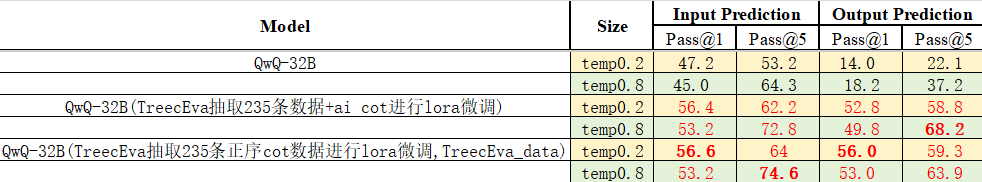 Model Size Input Prediction Output Prediction
Pass@1 Pass@5 Pass@1 Pass@5
QwQ-32B temp0.2 47.2 53.2 14.0 22.1
temp0.8 45.0 64.3 18.2 37.2
QwQ-32B(TreecEva抽取235条数据+ai cot进行lora微调) temp0.2 56.4 62.2 52.8 58.8
temp0.8 53.2 72.8 49.8 68.2
QwQ-32B(TreecEva抽取235条正序cot数据进行lora微调,TreecEva_data) temp0.2 56.6 64 56.0 59.3
temp0.8 53.2 74.6 53.0 63.9